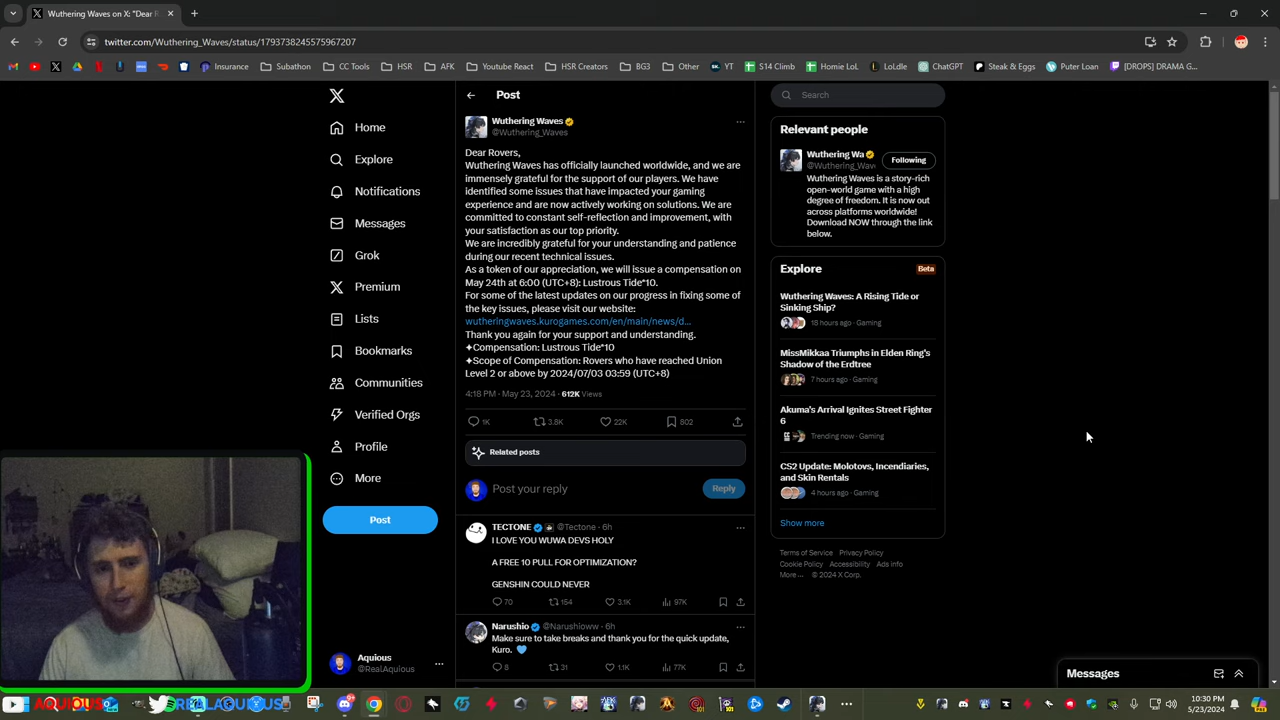 Wuthering Waves on X: "Dear R
twitter.com/Wuthering_Waves/status/1793738245575967207
Insurance
Subathon
CC Tools
HSR
AFK
Youtube React
HSR Creators
BG3
Other
YT
S14 Climb
Homie LoL
LoLdle
ChatGPT
Steak & Eggs
Puter Loan
[DROPS] DRAMA G...
Home
Explore
Notifications
Messages
Grok
Premium
Lists
Bookmarks
Communities
Verified Orgs
Profile
More
Post
Aquious
@RealAquious
Post
Wuthering Waves
@Wuthering_Waves
Dear Rovers,
Wuthering Waves has officially launched worldwide, and we are
immensely grateful for the support of our players. We have
identified some issues that have impacted your gaming
experience and are now actively working on solutions. We are
committed to constant self-reflection and improvement, with
your satisfaction as our top priority.
We are incredibly grateful for your understanding and patience
during our recent technical issues.
As a token of our appreciation, we will issue a compensation on
May 24th at 6:00 (UTC+8): Lustrous Tide*10.
For some of the latest updates on our progress in fixing some of
the key issues, please visit our website:
wutheringwaves.kurogames.com/en/main/news/d...
Thank you again for your support and understanding.
✦Compensation: Lustrous Tide*10
✦Scope of Compensation: Rovers who have reached Union
Level 2 or above by 2024/07/03 03:59 (UTC+8)
4:18 PM · May 23, 2024 · 612K Views
1K 3.8K 22K 802
Related posts
Post your reply
Reply
TECTONE @Tectone · 6h
I LOVE YOU WUWA DEVS HOLY
A FREE 10 PULL FOR OPTIMIZATION?
GENSHIN COULD NEVER
70 154 3.1K 97K
Narushio @Narushioww · 6h
Make sure to take breaks and thank you for the quick update,
Kuro. 💙
8 31 1.1K 77K
Search
Relevant people
Wuthering Wa
@Wuthering_Wave
Following
Wuthering Waves is a story-rich
open-world game with a high
degree of freedom. It is now out
across platforms worldwide!
Download NOW through the link
below.
Explore
Beta
Wuthering Waves: A Rising Tide or
Sinking Ship?
18 hours ago · Gaming
MissMikkaa Triumphs in Elden Ring's
Shadow of the Erdtree
7 hours ago · Gaming
Akuma's Arrival Ignites Street Fighter
6
Trending now · Gaming
CS2 Update: Molotovs, Incendiaries,
and Skin Rentals
4 hours ago · Gaming
Show more
Terms of Service Privacy Policy
Cookie Policy Accessibility Ads info
More ... © 2024 X Corp.
Messages
AQUIOUS
REALAQUIOUS
10:30 PM
5/23/2024